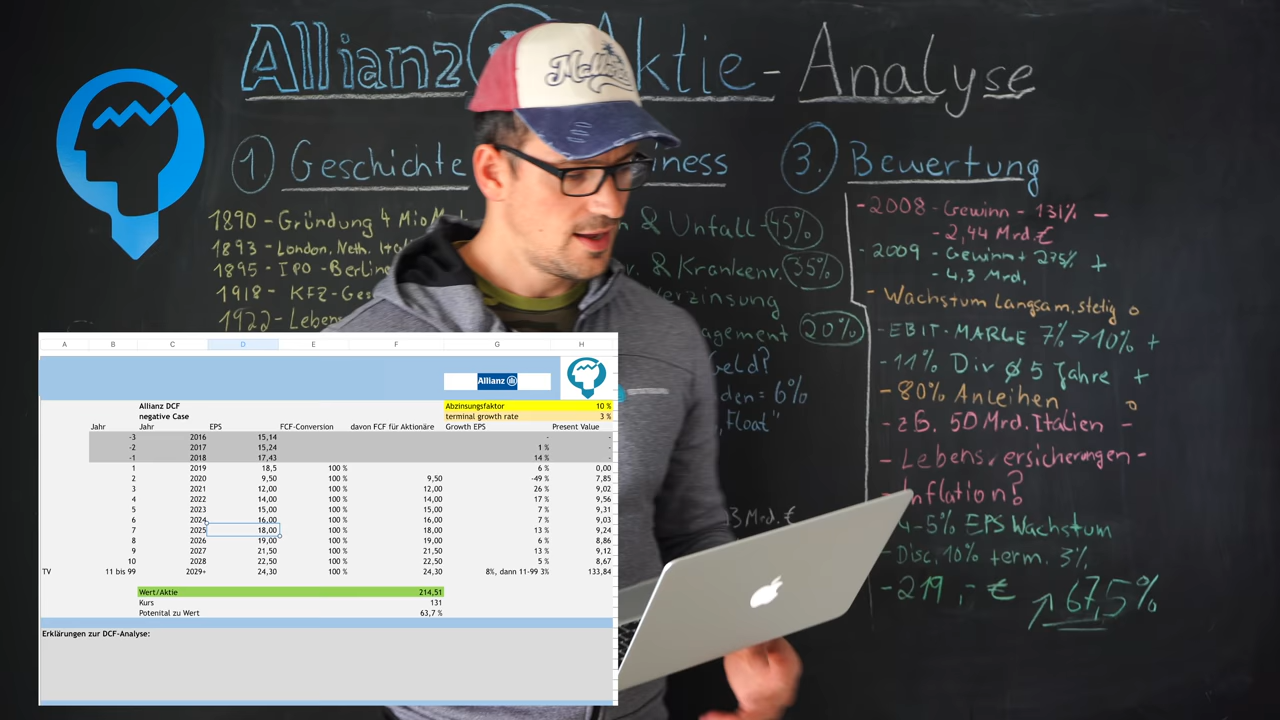 Allianz Aktie-Analyse
1. Geschichte
1890 - Gründung 4 Mio M
1893 - London, Neth. Ital
1895 - IPO - Berlin
1918 - KFZ-Ges
1922 - Lebens
iness
& Unfall - 45%
. & Krankenv. 35%
erzinsung
agement 20%
eld?
den = 6%
Float"
3 Mrd. €
3. Bewertung
- 2008 - Gewinn - 131% -
- 2,44 Mrd. €
- 2009 - Gewinn + 275% +
- 4,3 Mrd.
- Wachstum langsam, stetig o
- EBIT-MARGE 7% → 10% +
- 11% Div Ø 5 Jahre +
- 80% Anleihen o
- zB. 50 Mrd. Italien -
- Lebensversicherungen -
- Inflation?
4-5% EPS Wachstum
- Disc. 10% term. 3%
- 219,- € ↗ 67,5%
A B C D E F G H
Allianz
Allianz DCF Abzinsungsfaktor 10 %
negative Case terminal growth rate 3 %
Jahr Jahr EPS FCF-Conversion davon FCF für Aktionäre Growth EPS Present Value
-3 2016 15,14 - -
-2 2017 15,24 1 % -
-1 2018 17,43 14 % -
1 2019 18,5 100 % 6 % 0,00
2 2020 9,50 100 % 9,50 -49 % 7,85
3 2021 12,00 100 % 12,00 26 % 9,02
4 2022 14,00 100 % 14,00 17 % 9,56
5 2023 15,00 100 % 15,00 7 % 9,31
6 2024 16,00 100 % 16,00 7 % 9,03
7 2025 18,00 100 % 18,00 13 % 9,24
8 2026 19,00 100 % 19,00 6 % 8,86
9 2027 21,50 100 % 21,50 13 % 9,12
10 2028 22,50 100 % 22,50 5 % 8,67
TV 11 bis 99 2029+ 24,30 100 % 24,30 8%, dann 11-99 3% 133,84
Wert/Aktie 214,51
Kurs 131
Potenital zu Wert 63,7 %
Erklärungen zur DCF-Analyse: